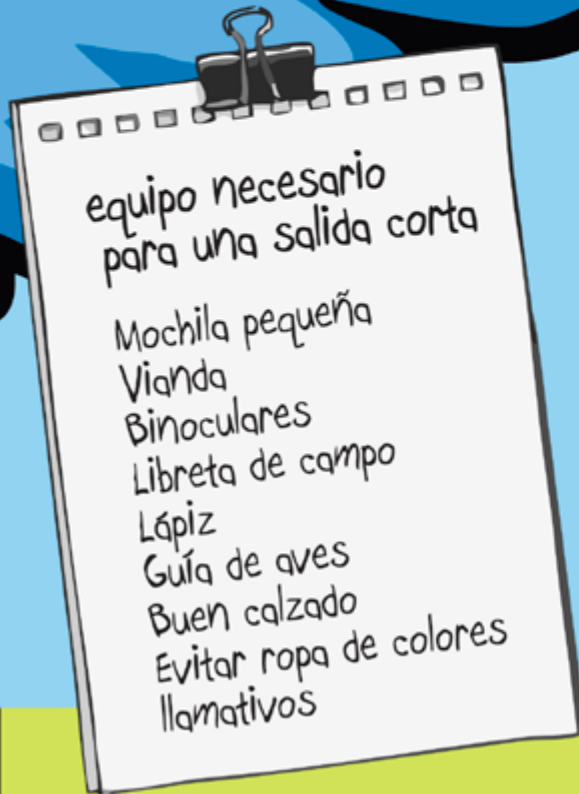 equipo necesario
para una salida corta
Mochila pequeña
Vianda
Binoculares
Libreta de campo
Lápiz
Guía de aves
Buen calzado
Evitar ropa de colores
llamativos